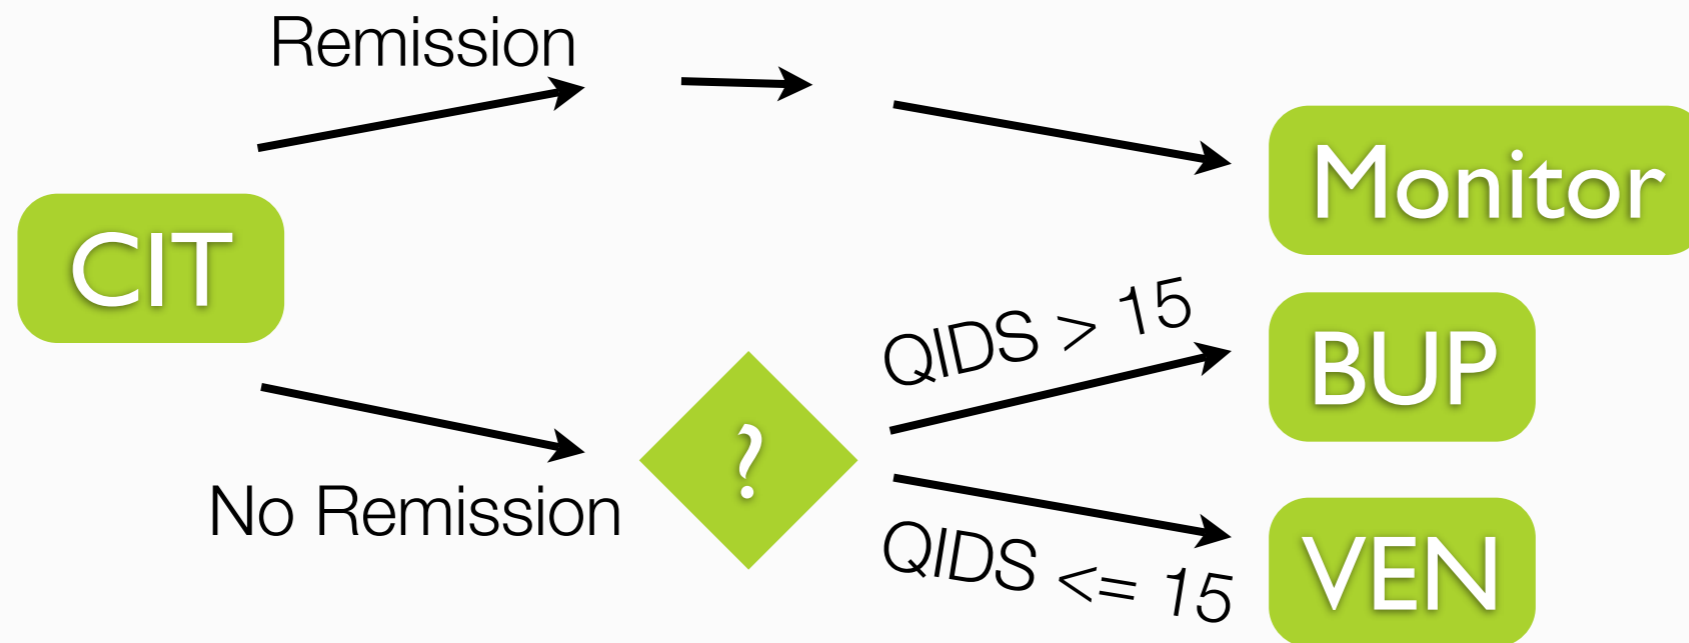 Remission
Monitor
CIT
QIDS > 15
BUP
?
No Remission
QIDS <= 15
VEN